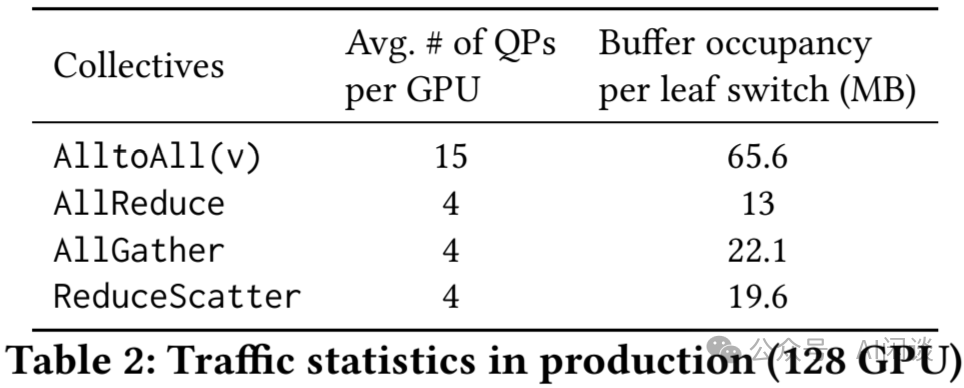 Collectives Avg. # of QPs per GPU Buffer occupancy per leaf switch (MB)
AlltoAll(v) 15 65.6
AllReduce 4 13
AllGather 4 22.1
ReduceScatter 4 19.6
Table 2: Traffic statistics in production (128 GPU)
公众号 · AI闲谈